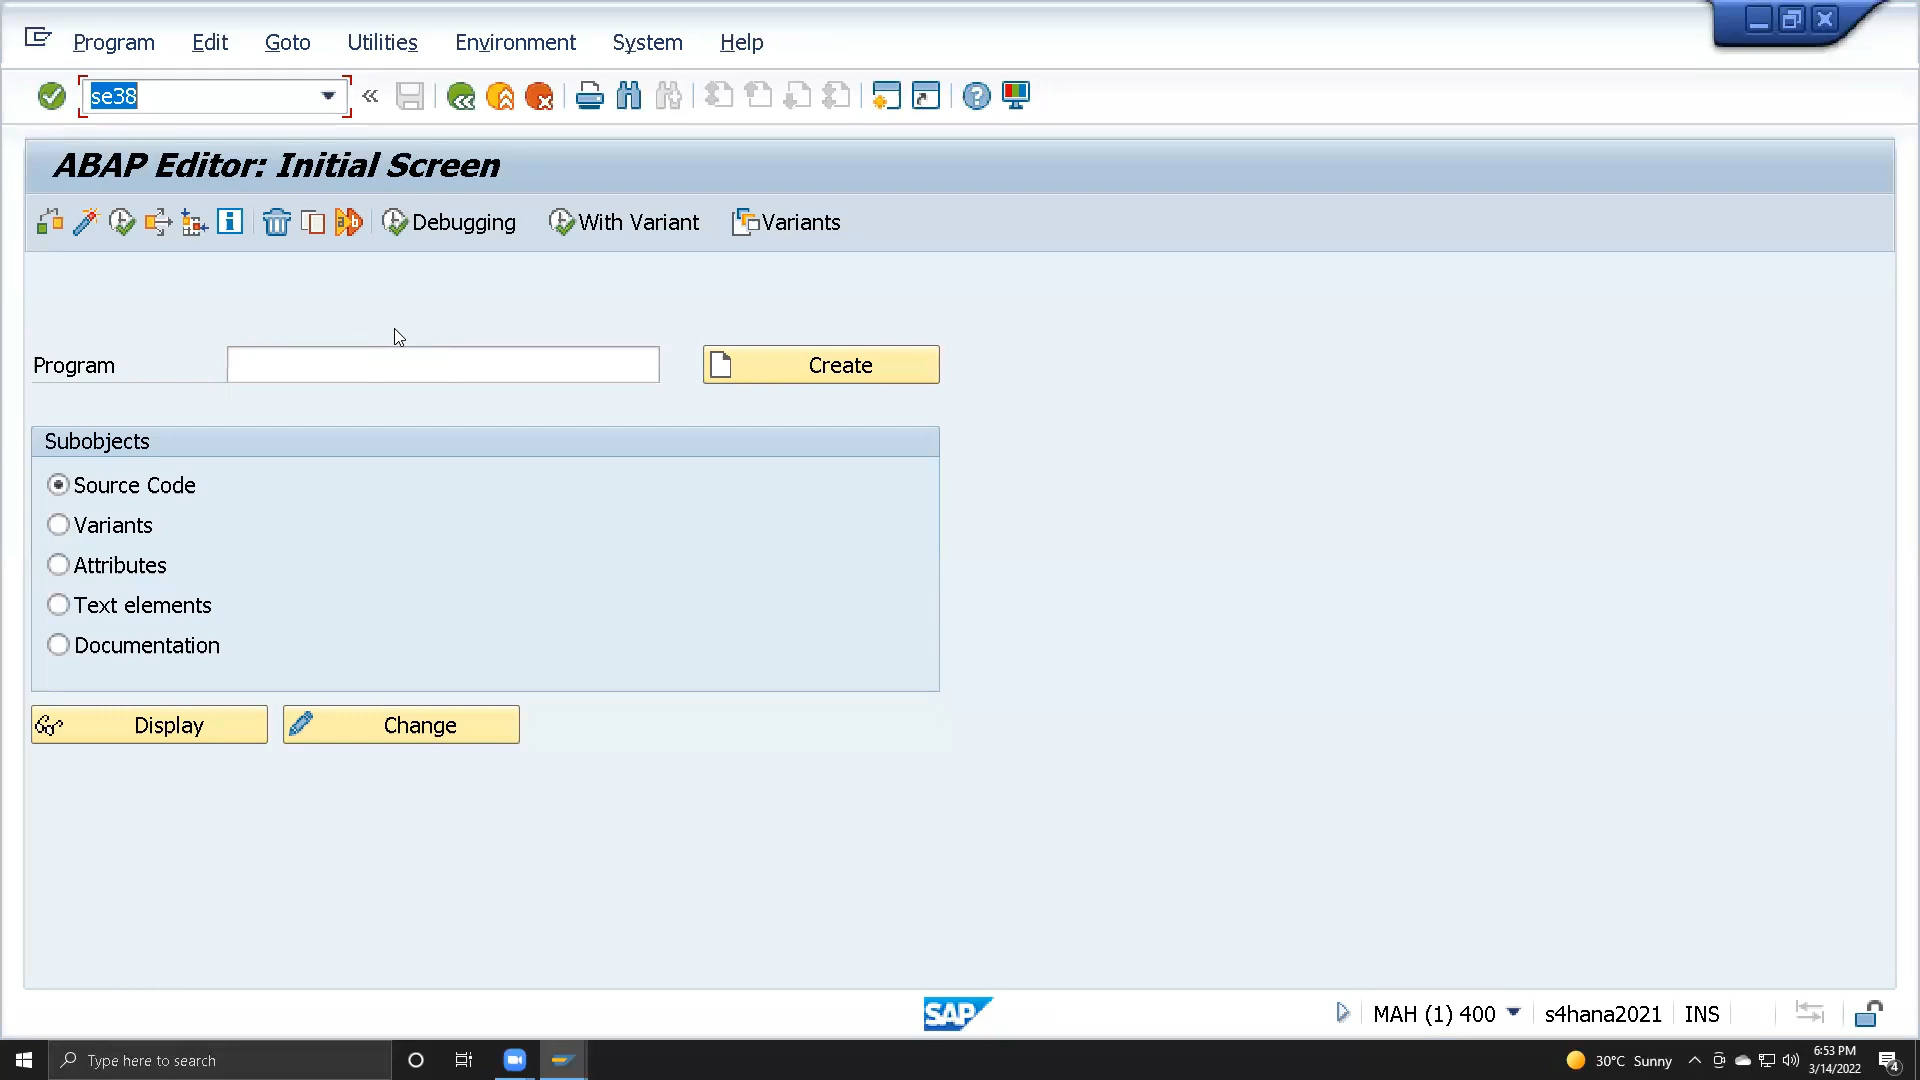 Program Edit Goto Utilities Environment System Help
se38
ABAP Editor: Initial Screen
Debugging With Variant Variants
Program Create
Subobjects
Source Code
Variants
Attributes
Text elements
Documentation
Display Change
SAP MAH (1) 400 s4hana2021 INS
Type here to search 30°C Sunny 6:53 PM
3/14/2022 4